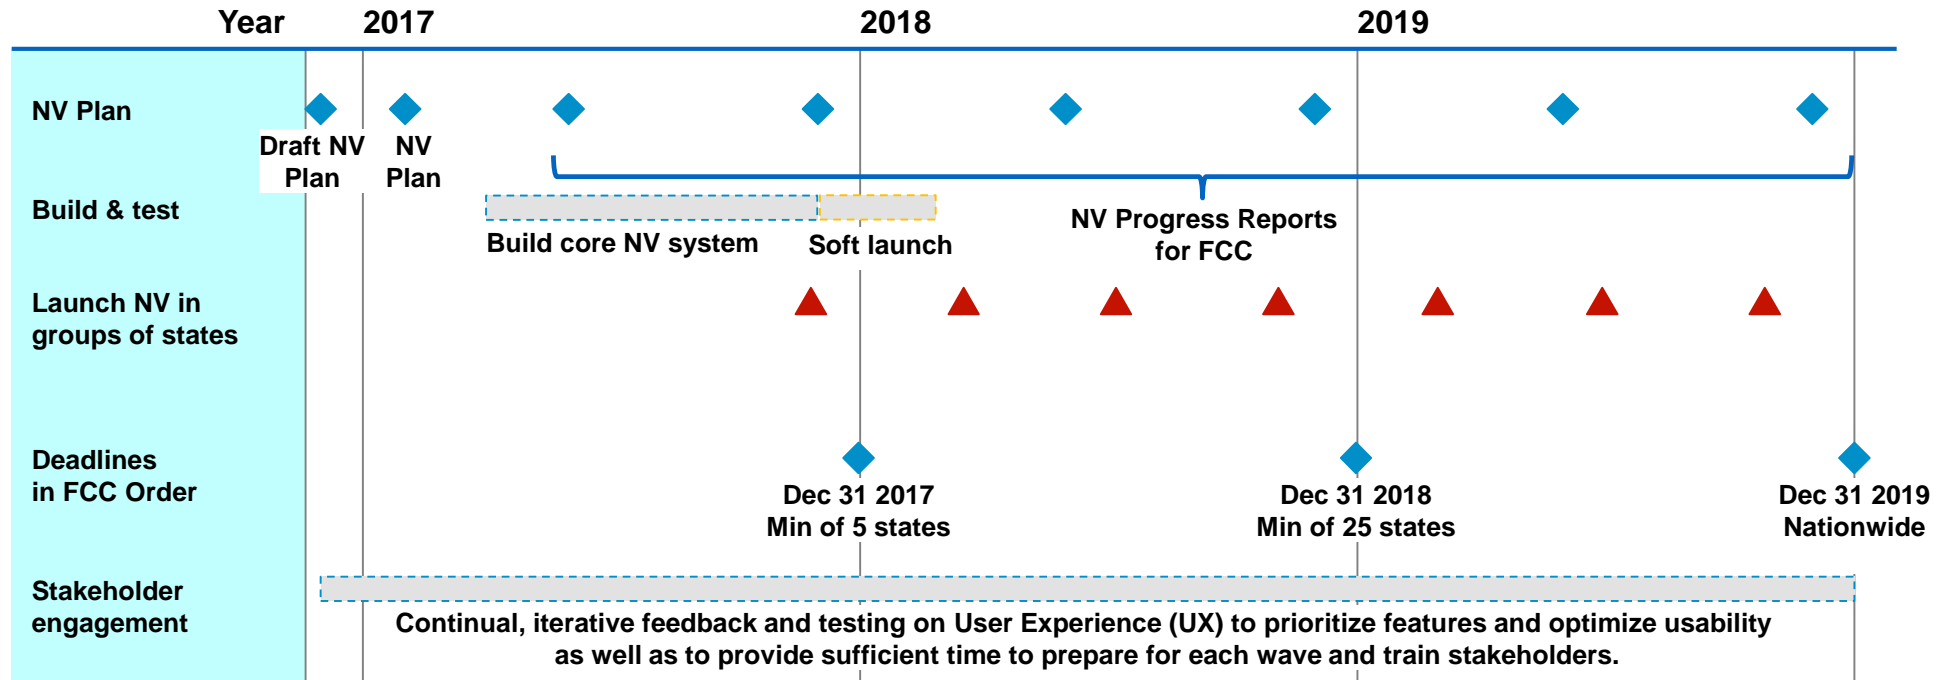 Year 2017 2018 2019
NV Plan
Draft NV
Plan
NV
Plan
Build & test
Build core NV system
Soft launch
NV Progress Reports
for FCC
Launch NV in
groups of states
Deadlines
in FCC Order
Dec 31 2017
Min of 5 states
Dec 31 2018
Min of 25 states
Dec 31 2019
Nationwide
Stakeholder
engagement
Continual, iterative feedback and testing on User Experience (UX) to prioritize features and optimize usability
as well as to provide sufficient time to prepare for each wave and train stakeholders.